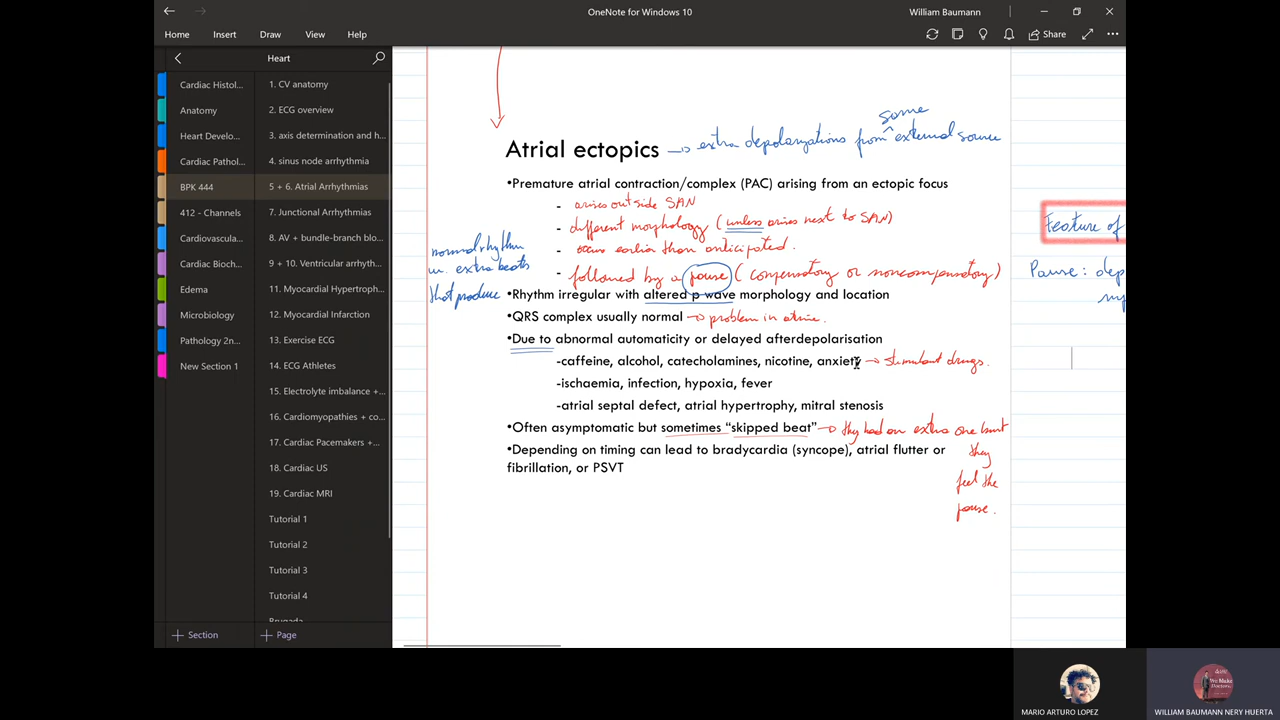 OneNote for Windows 10
William Baumann
Home Insert Draw View Help
Share
Heart
Cardiac Histol...
Anatomy
Heart Develo...
Cardiac Pathol...
BPK 444
412 - Channels
Cardiovascula...
Cardiac Bioch...
Edema
Microbiology
Pathology 2n...
New Section 1
Section
1. CV anatomy
2. ECG overview
3. axis determination and h...
4. sinus node arrhythmia
5 + 6. Atrial Arrhythmias
7. Junctional Arrhythmias
8. AV + bundle-branch blo...
9 + 10. Ventricular arryth...
11. Myocardial Hypertroph...
12. Myocardial Infarction
13. Exercise ECG
14. ECG Athletes
15. Electrolyte imbalance +...
16. Cardiomyopathies + co...
17. Cardiac Pacemakers +...
18. Cardiac US
19. Cardiac MRI
Tutorial 1
Tutorial 2
Tutorial 3
Tutorial 4
Brugada
Page
some
Atrial ectopics → extra depolarizations from ^ external source
•Premature atrial contraction/complex (PAC) arising from an ectopic focus
- arises outside SAN
- different morphology (unless arises next to SAN)
- occurs earlier than anticipated.
- followed by a pause (compensatory or noncompensatory)
normal rhythm
w. extra beats
that produce
•Rhythm irregular with altered p wave morphology and location
•QRS complex usually normal → problem in atrium.
•Due to abnormal automaticity or delayed afterdepolarisation
-caffeine, alcohol, catecholamines, nicotine, anxiety → stimulant drugs.
-ischaemia, infection, hypoxia, fever
-atrial septal defect, atrial hypertrophy, mitral stenosis
•Often asymptomatic but sometimes “skipped beat” → they had an extra one but
they
feel the
pause.
•Depending on timing can lead to bradycardia (syncope), atrial flutter or
fibrillation, or PSVT
Feature of
Pause: dep
MARIO ARTURO LOPEZ
We Make
Doctors
WILLIAM BAUMANN NERY HUERTA